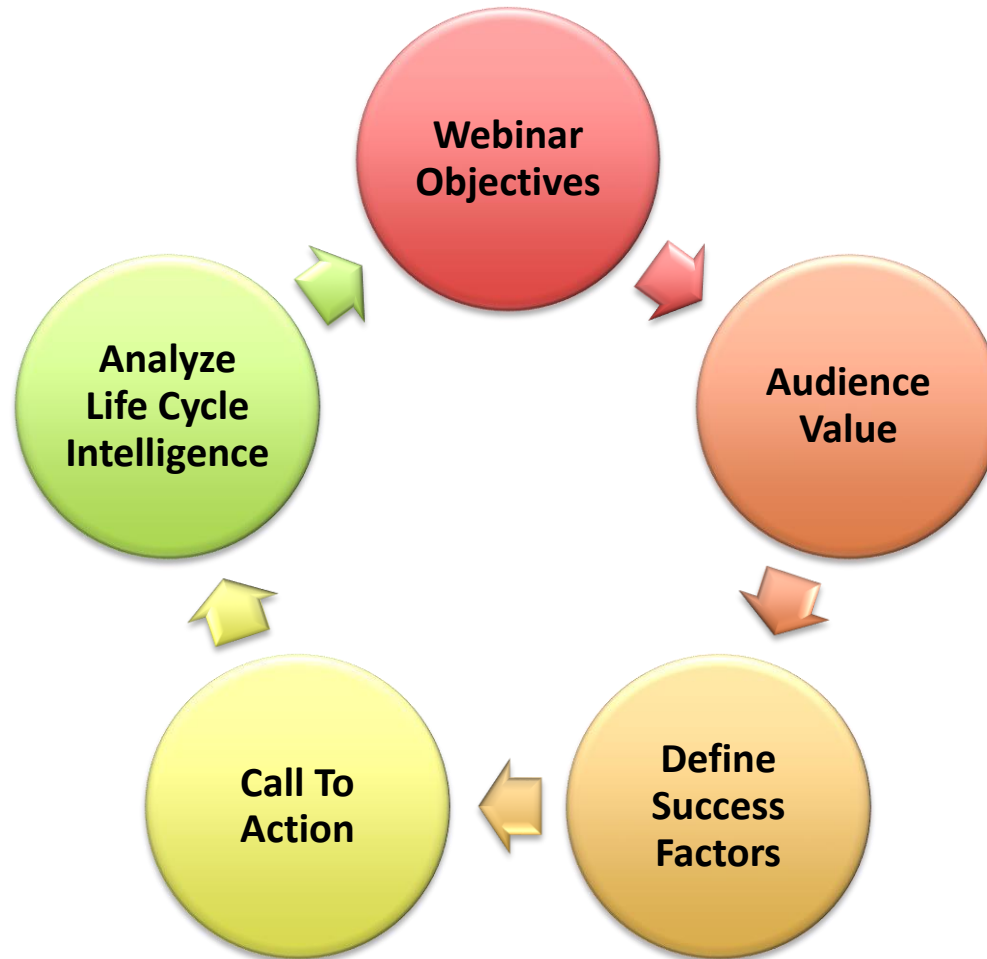 Webinar
Objectives
Audience
Value
Define
Success
Factors
Call To
Action
Analyze
Life Cycle
Intelligence